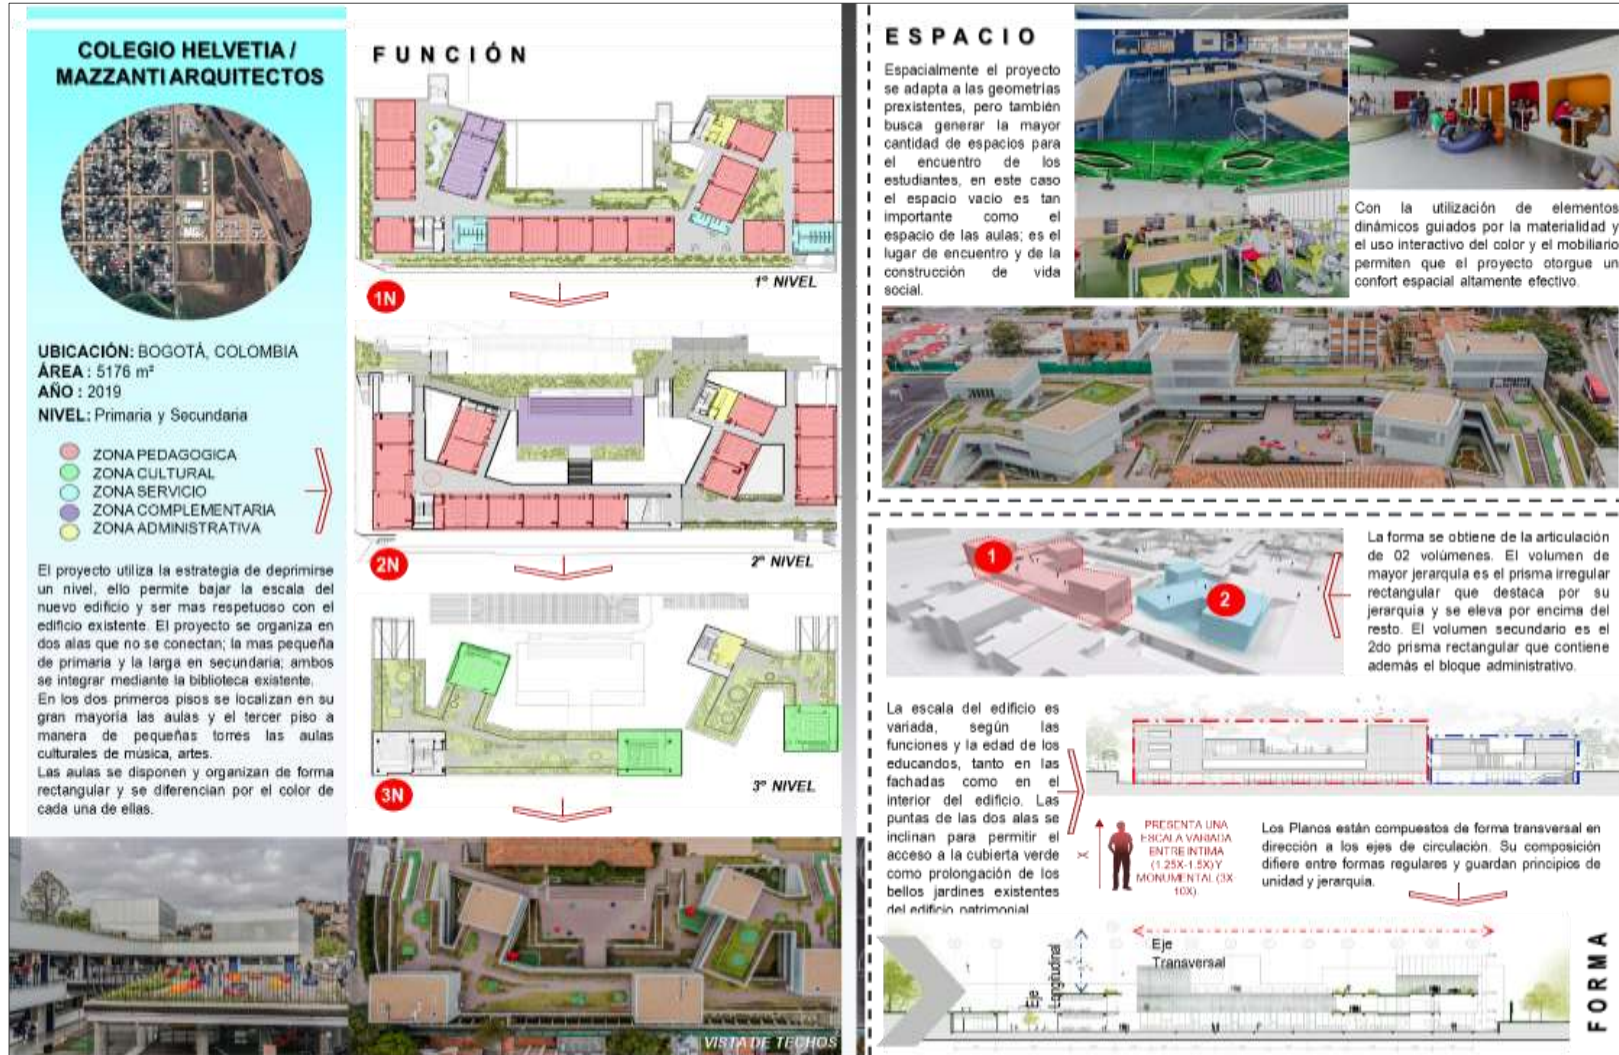 COLEGIO HELVETIA /
MAZZANTI ARQUITECTOS
UBICACIÓN: BOGOTÁ, COLOMBIA
ÁREA : 5176 m²
AÑO : 2019
NIVEL: Primaria y Secundaria
ZONA PEDAGOGICA
ZONA CULTURAL
ZONA SERVICIO
ZONA COMPLEMENTARIA
ZONA ADMINISTRATIVA
El proyecto utiliza la estrategia de deprimirse
un nivel, ello permite bajar la escala del
nuevo edificio y ser mas respetuoso con el
edificio existente. El proyecto se organiza en
dos alas que no se conectan; la mas pequeña
de primaria y la larga en secundaria; ambos
se integrar mediante la biblioteca existente.
En los dos primeros pisos se localizan en su
gran mayoría las aulas y el tercer piso a
manera de pequeñas torres las aulas
culturales de música, artes.
Las aulas se disponen y organizan de forma
rectangular y se diferencian por el color de
cada una de ellas.
FUNCIÓN
1º NIVEL
1N
2º NIVEL
2N
3º NIVEL
3N
VISTA DE TECHOS
ESPACIO
Espacialmente el proyecto
se adapta a las geometrías
prexistentes, pero también
busca generar la mayor
cantidad de espacios para
el encuentro de los
estudiantes, en este caso
el espacio vacio es tan
importante como el
espacio de las aulas; es el
lugar de encuentro y de la
construcción de vida
social.
Con la utilización de elementos
dinámicos guiados por la materialidad y
el uso interactivo del color y el mobiliario
permiten que el proyecto otorgue un
confort espacial altamente efectivo.
1
2
La forma se obtiene de la articulación
de 02 volúmenes. El volumen de
mayor jerarquía es el prisma irregular
rectangular que destaca por su
jerarquía y se eleva por encima del
resto. El volumen secundario es el
2do prisma rectangular que contiene
además el bloque administrativo.
La escala del edificio es
variada, según las
funciones y la edad de los
educandos, tanto en las
fachadas como en el
interior del edificio. Las
puntas de las dos alas se
inclinan para permitir el
acceso a la cubierta verde
como prolongación de los
bellos jardines existentes
del edificio patrimonial
X
PRESENTA UNA
ESCALA VARIADA
ENTRE INTIMA
(1.25X-1.5X) Y
MONUMENTAL (3X-
10X)
Los Planos están compuestos de forma transversal en
dirección a los ejes de circulación. Su composición
difiere entre formas regulares y guardan principios de
unidad y jerarquía.
Eje
Longitudinal
Eje
Transversal
FORMA